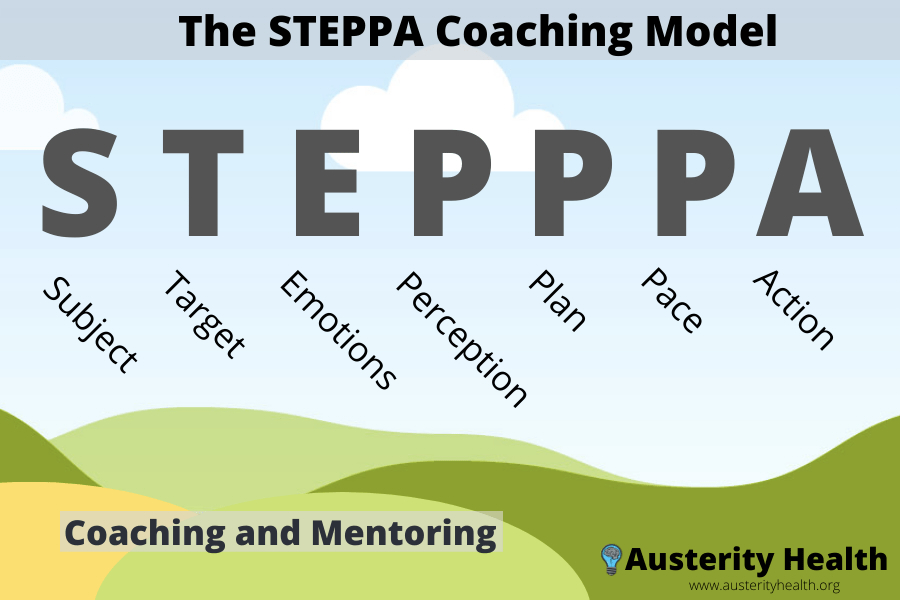 The STEPPA Coaching Model
S T E P P P A
Subject
Target
Emotions
Perception
Plan
Pace
Action
Coaching and Mentoring
Austerity Health
www.austerityhealth.org